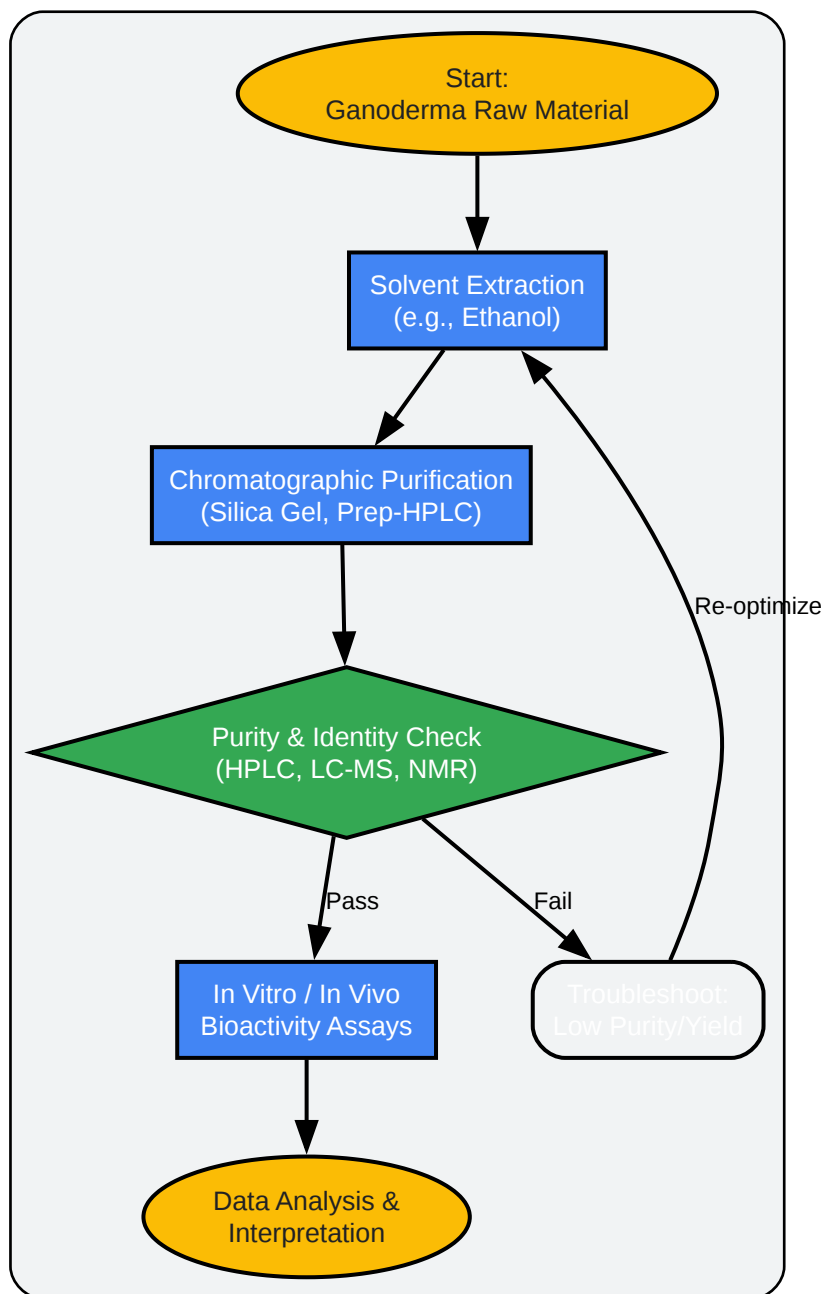 Start:
Ganoderma Raw Material
Solvent Extraction
(e.g., Ethanol)
Chromatographic Purification
(Silica Gel, Prep-HPLC)
Re-optimize
Purity & Identity Check
(HPLC, LC-MS, NMR)
Pass
Fail
In Vitro / In Vivo
Bioactivity Assays
Troubleshoot:
Low Purity/Yield
Data Analysis &
Interpretation